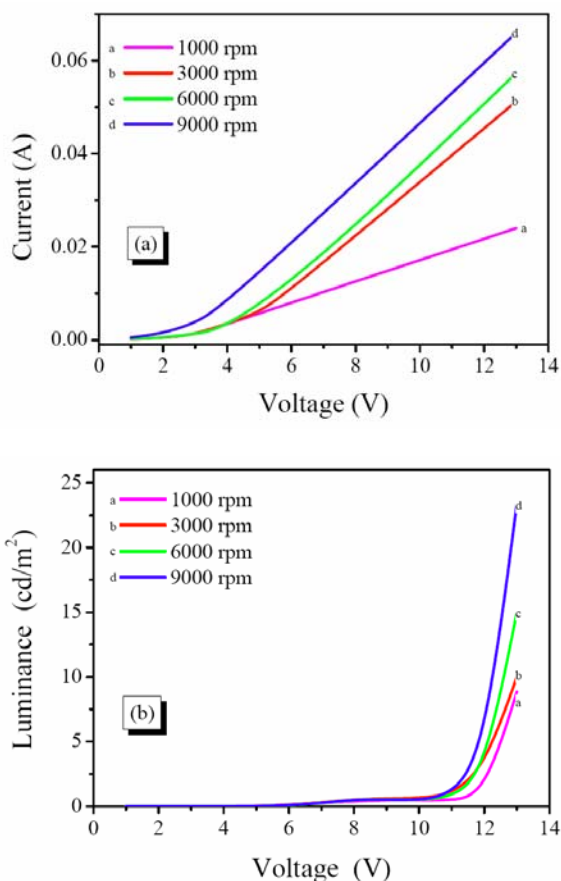 0.06
0.04
0.02
0.00
Current (A)
a 1000 rpm
b 3000 rpm
c 6000 rpm
d 9000 rpm
d
c
b
a
(a)
0 2 4 6 8 10 12 14
Voltage (V)
25
20
15
10
5
0
Luminance (cd/m²)
a 1000 rpm
b 3000 rpm
c 6000 rpm
d 9000 rpm
d
c
b
a
(b)
0 2 4 6 8 10 12 14
Voltage (V)